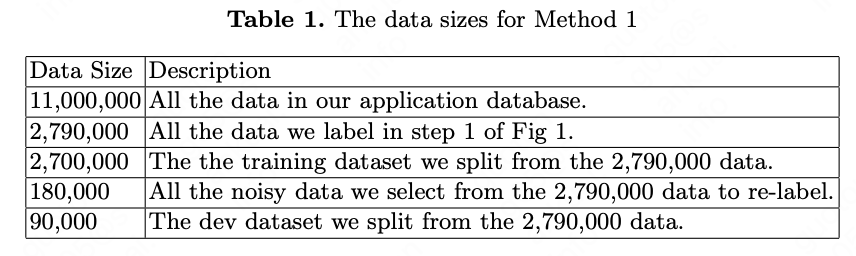 Table 1. The data sizes for Method 1
Data Size Description
11,000,000 All the data in our application database.
2,790,000 All the data we label in step 1 of Fig 1.
2,700,000 The the training dataset we split from the 2,790,000 data.
180,000 All the noisy data we select from the 2,790,000 data to re-label.
90,000 The dev dataset we split from the 2,790,000 data.